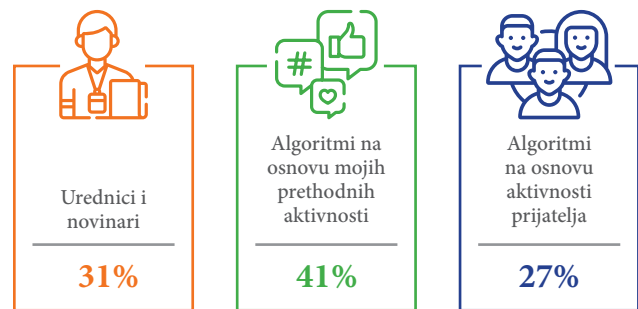 #
Urednici i
novinari
31%
Algoritmi na
osnovu mojih
prethodnih
aktivnosti
41%
Algoritmi
na osnovu
aktivnosti
prijatelja
27%